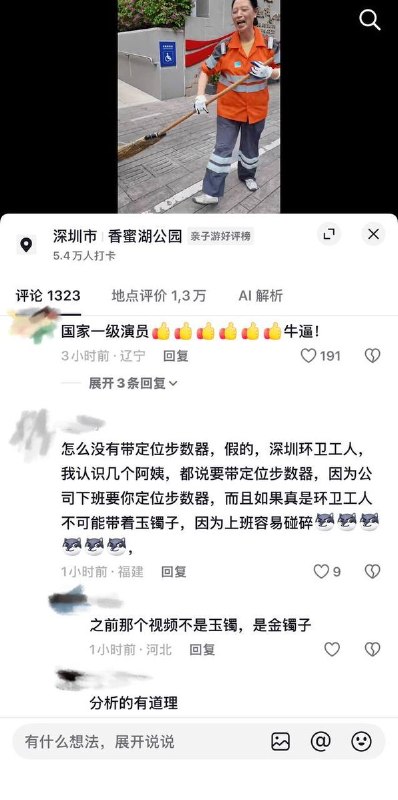 深圳市 香蜜湖公园 亲子游好评榜
5.4万人打卡
评论 1323 地点评价 1,3万 AI 解析
国家一级演员👍👍👍👍👍👍牛逼！
3小时前·辽宁 回复 191
展开3条回复
怎么没有带定位步数器，假的，深圳环卫工人，
我认识几个阿姨，都说要带定位步数器，因为公
司下班要你定位步数器，而且如果真是环卫工人
不可能带着玉镯子，因为上班容易碰碎
，
1小时前·福建 回复 9
之前那个视频不是玉镯，是金镯子
1小时前·河北 回复
分析的有道理
有什么想法，展开说说